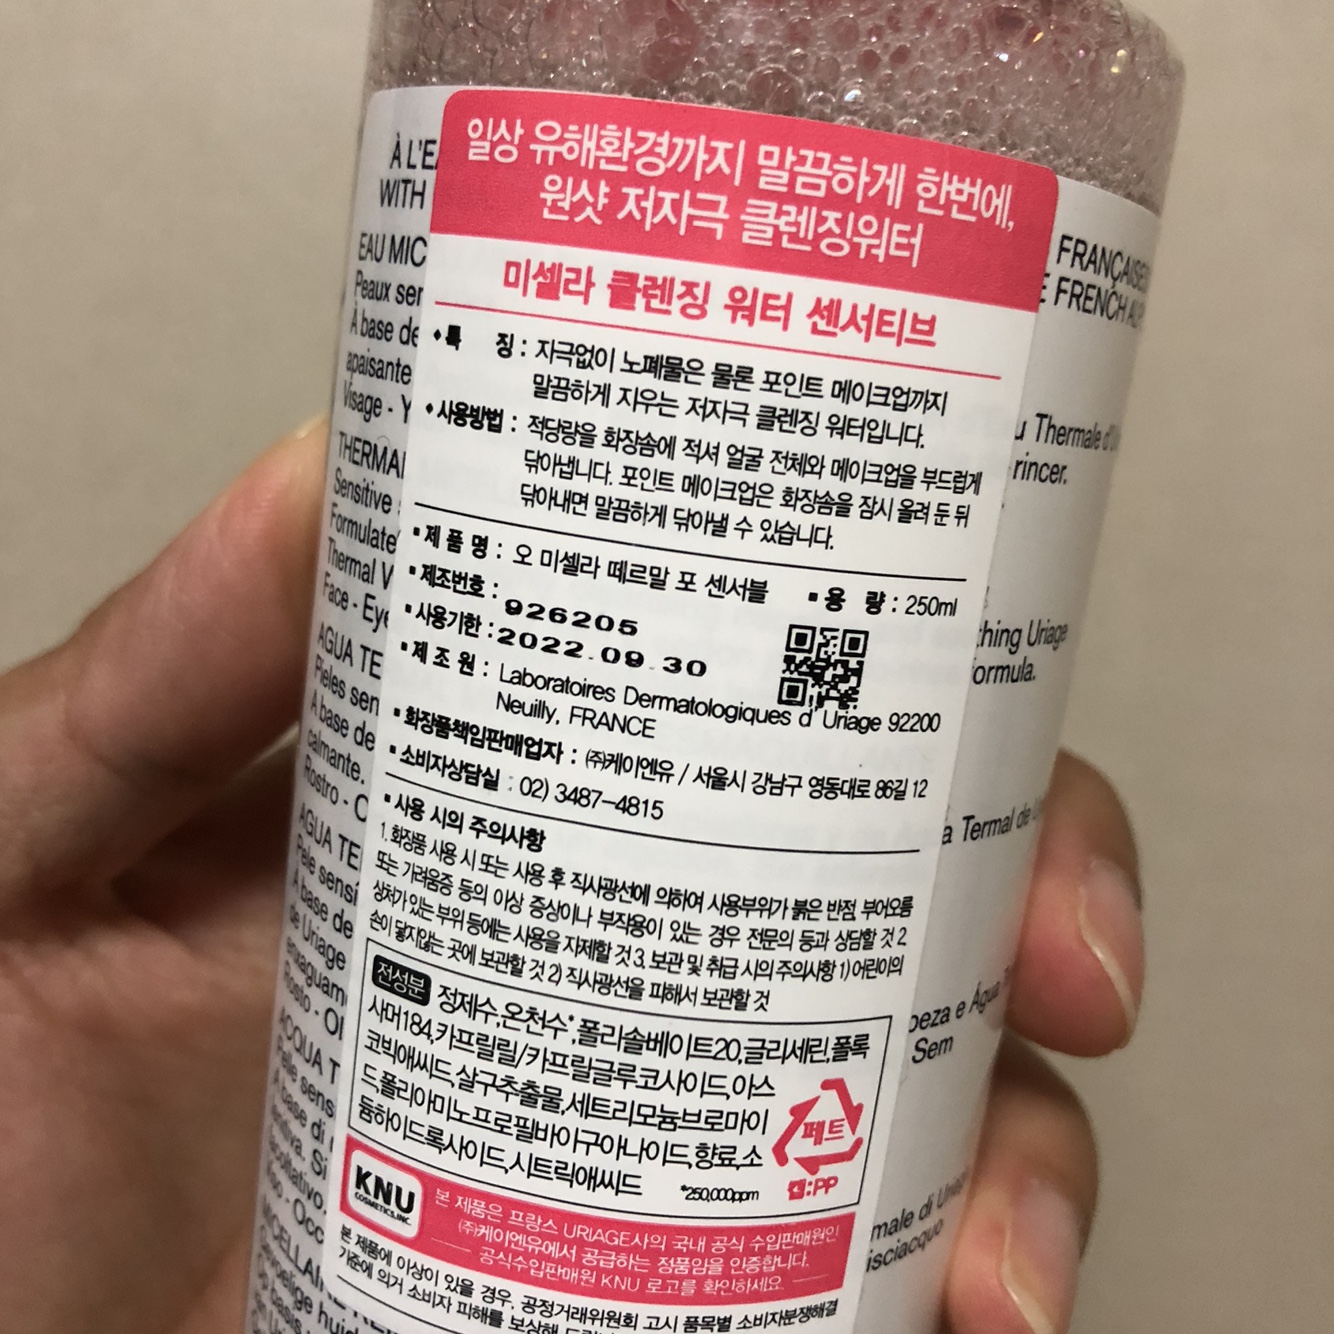 일상 유해환경까지 말끔하게 한번에,
원샷 저자극 클렌징워터
미셀라 클렌징 워터 센서티브
♦특 징 : 자극없이 노폐물은 물론 포인트 메이크업까지
말끔하게 지우는 저자극 클렌징 워터입니다.
♦사용방법 : 적당량을 화장솜에 적셔 얼굴 전체와 메이크업을 부드럽게
닦아냅니다. 포인트 메이크업은 화장솜을 잠시 올려 둔 뒤
닦아내면 말끔하게 닦아낼 수 있습니다.
▪제 품 명 : 오 미셀라 떼르말 포 센서블 ▪용 량 : 250ml
▪제조번호 : 926205
▪사용기한 : 2022.09.30
▪제 조 원 : Laboratoires Dermatologiques d'Uriage 92200
Neuilly, FRANCE
▪화장품책임판매업자 : ㈜케이엔유 / 서울시 강남구 영동대로 86길 12
▪소비자상담실 : 02) 3487-4815
▪사용 시의 주의사항
1. 화장품 사용 시 또는 사용 후 직사광선에 의하여 사용부위가 붉은 반점, 부어오름
또는 가려움증 등의 이상 증상이나 부작용이 있는 경우 전문의 등과 상담할 것 2.
상처가 있는 부위 등에는 사용을 자제할 것 3. 보관 및 취급 시의 주의사항 1) 어린이의
손이 닿지않는 곳에 보관할 것 2) 직사광선을 피해서 보관할 것
전성분 정제수,온천수*,폴리솔베이트20,글리세린,폴록
사머184,카프릴릴/카프릴글루코사이드,아스
코빅애씨드,살구추출물,세트리모늄브로마이
드,폴리아미노프로필바이구아나이드,향료,소
듐하이드록사이드,시트릭애씨드
*250,000ppm
페트
캡:PP
KNU
COSMETICS,INC.
본 제품은 프랑스 URIAGE사의 국내 공식 수입판매원인
㈜케이엔유에서 공급하는 정품임을 인증합니다.
공식수입판매원 KNU 로고를 확인하세요.
본 제품에 이상이 있을 경우, 공정거래위원회 고시 품목별 소비자분쟁해결
기준에 의거 소비자 피해를 보상해
À L'EA
WITH
EAU MIC
Peaux sen
À base de
apaisante
Visage - Y
THERMAL
Sensitive
Formulate
Thermal W
Face - Eye
AGUA TE
Pieles sen
A base de
calmante.
Rostro - O
AGUA TE
Pele sensí
À base de
de Uriage
enxaguam
Rosto - Ol
ACQUA T
Pelle sens
A base di
Viso - Occ
FRANÇAISES
E FRENCH
u Thermale d'U
rincer.
thing Uriage
ormula.
a Termal de U
peza e Água
Sem
male di Uriage
isciacquo